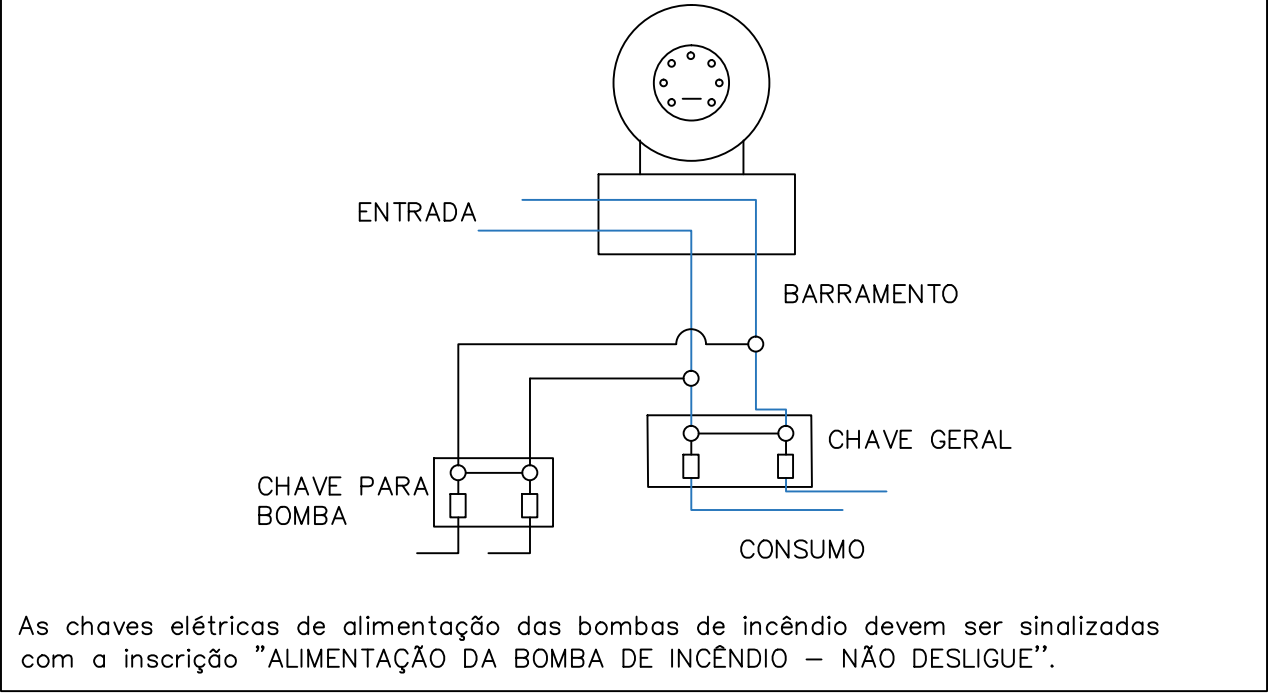 ENTRADA
BARRAMENTO
CHAVE GERAL
CHAVE PARA
BOMBA
CONSUMO
As chaves elétricas de alimentação das bombas de incêndio devem ser sinalizadas
com a inscrição ”ALIMENTAÇÃO DA BOMBA DE INCÊNDIO – NÃO DESLIGUE’’.